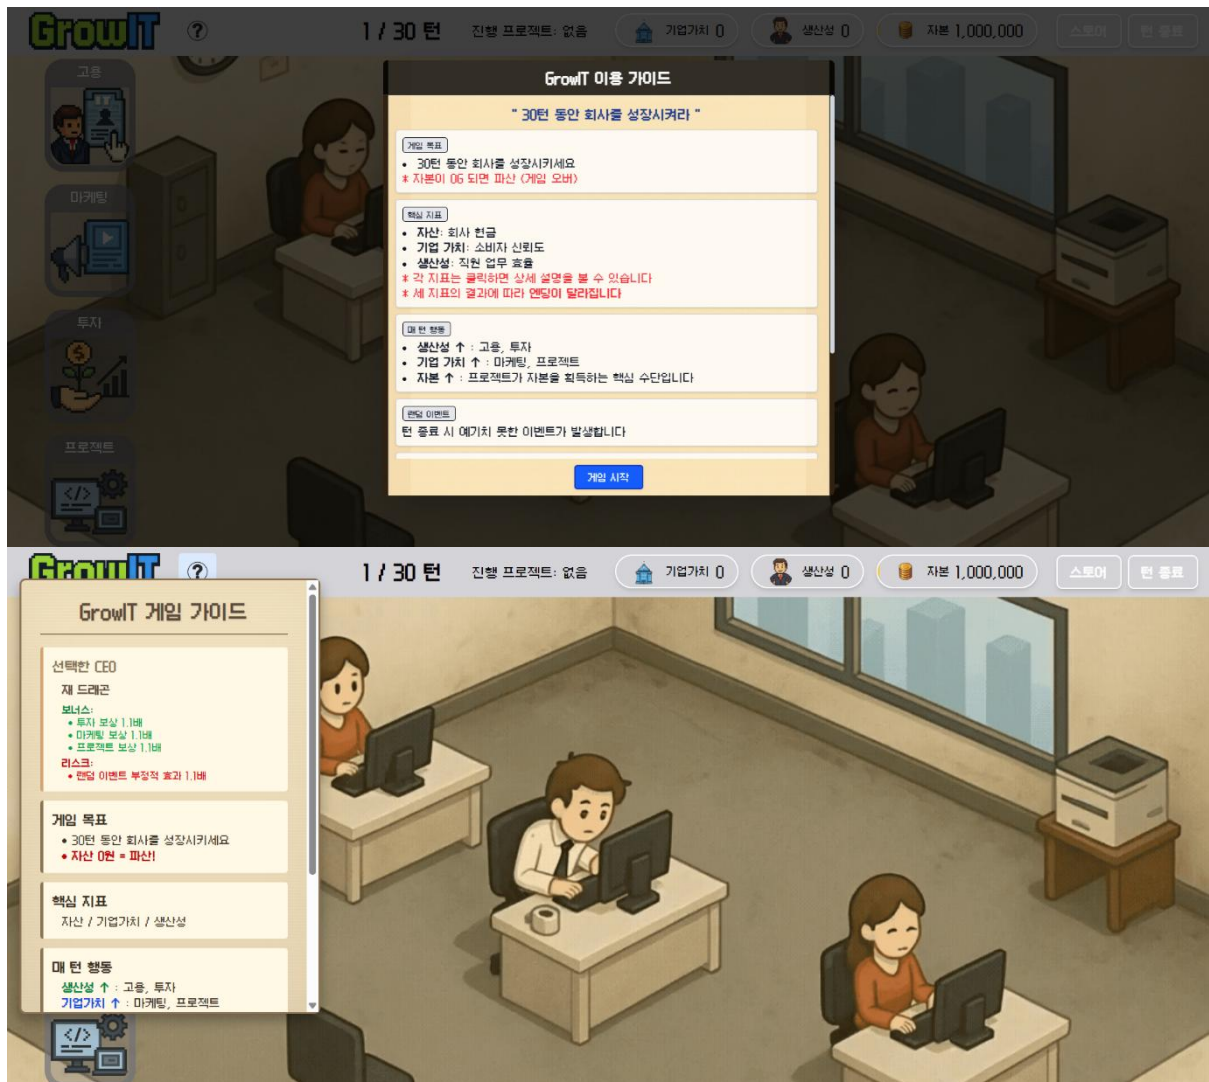 GrowIT
?
1 / 30 턴
진행 프로젝트: 없음
기업가치 0
생산성 0
자본 1,000,000
스토어
턴 종료
고용
마케팅
투자
프로젝트
GrowIT 이용 가이드
" 30턴 동안 회사를 성장시켜라 "
게임 목표
• 30턴 동안 회사를 성장시키세요
* 자본이 0G 되면 파산 (게임 오버)
핵심 지표
• 자산: 회사 현금
• 기업 가치: 소비자 신뢰도
• 생산성: 직원 업무 효율
* 각 지표는 클릭하면 상세 설명을 볼 수 있습니다
* 세 지표의 결과에 따라 엔딩이 달라집니다
매 턴 행동
• 생산성 ↑ : 고용, 투자
• 기업 가치 ↑ : 마케팅, 프로젝트
• 자본 ↑ : 프로젝트가 자본을 획득하는 핵심 수단입니다
랜덤 이벤트
턴 종료 시 예기치 못한 이벤트가 발생합니다
게임 시작
GrowIT
?
1 / 30 턴
진행 프로젝트: 없음
기업가치 0
생산성 0
자본 1,000,000
스토어
턴 종료
GrowIT 게임 가이드
선택한 CEO
재 드래곤
보너스:
• 투자 보상 1.1배
• 마케팅 보상 1.1배
• 프로젝트 보상 1.1배
리스크:
• 랜덤 이벤트 부정적 효과 1.1배
게임 목표
• 30턴 동안 회사를 성장시키세요
• 자산 0원 = 파산!
핵심 지표
자산 / 기업가치 / 생산성
매 턴 행동
생산성 ↑ : 고용, 투자
기업가치 ↑ : 마케팅, 프로젝트